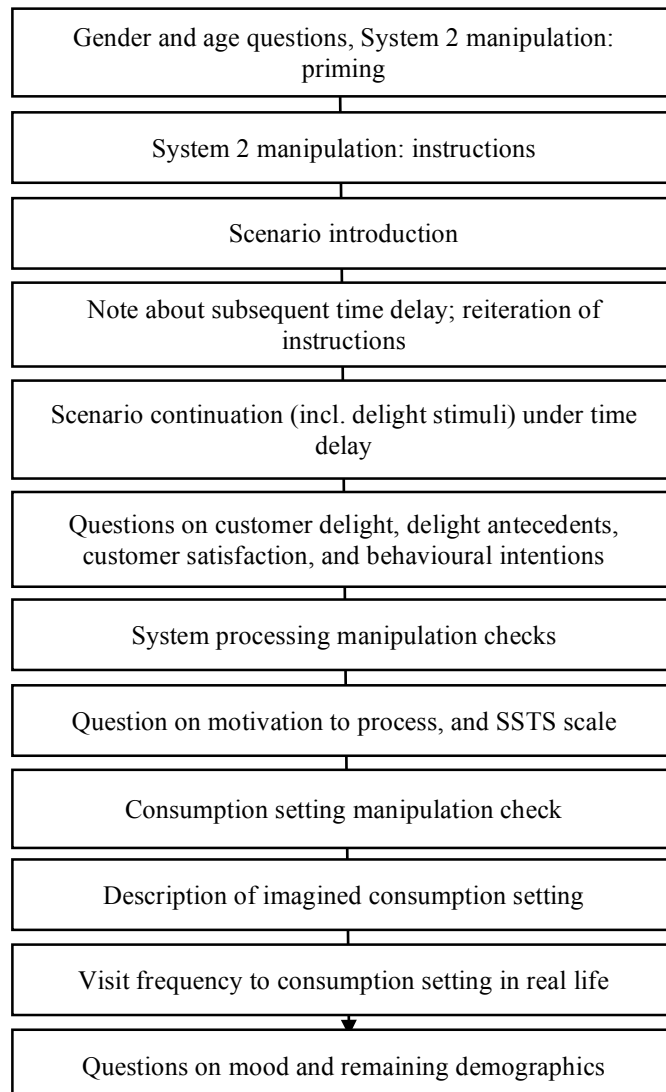 Gender and age questions, System 2 manipulation:
priming
System 2 manipulation: instructions
Scenario introduction
Note about subsequent time delay; reiteration of
instructions
Scenario continuation (incl. delight stimuli) under time
delay
Questions on customer delight, delight antecedents,
customer satisfaction, and behavioural intentions
System processing manipulation checks
Question on motivation to process, and SSTS scale
Consumption setting manipulation check
Description of imagined consumption setting
Visit frequency to consumption setting in real life
Questions on mood and remaining demographics